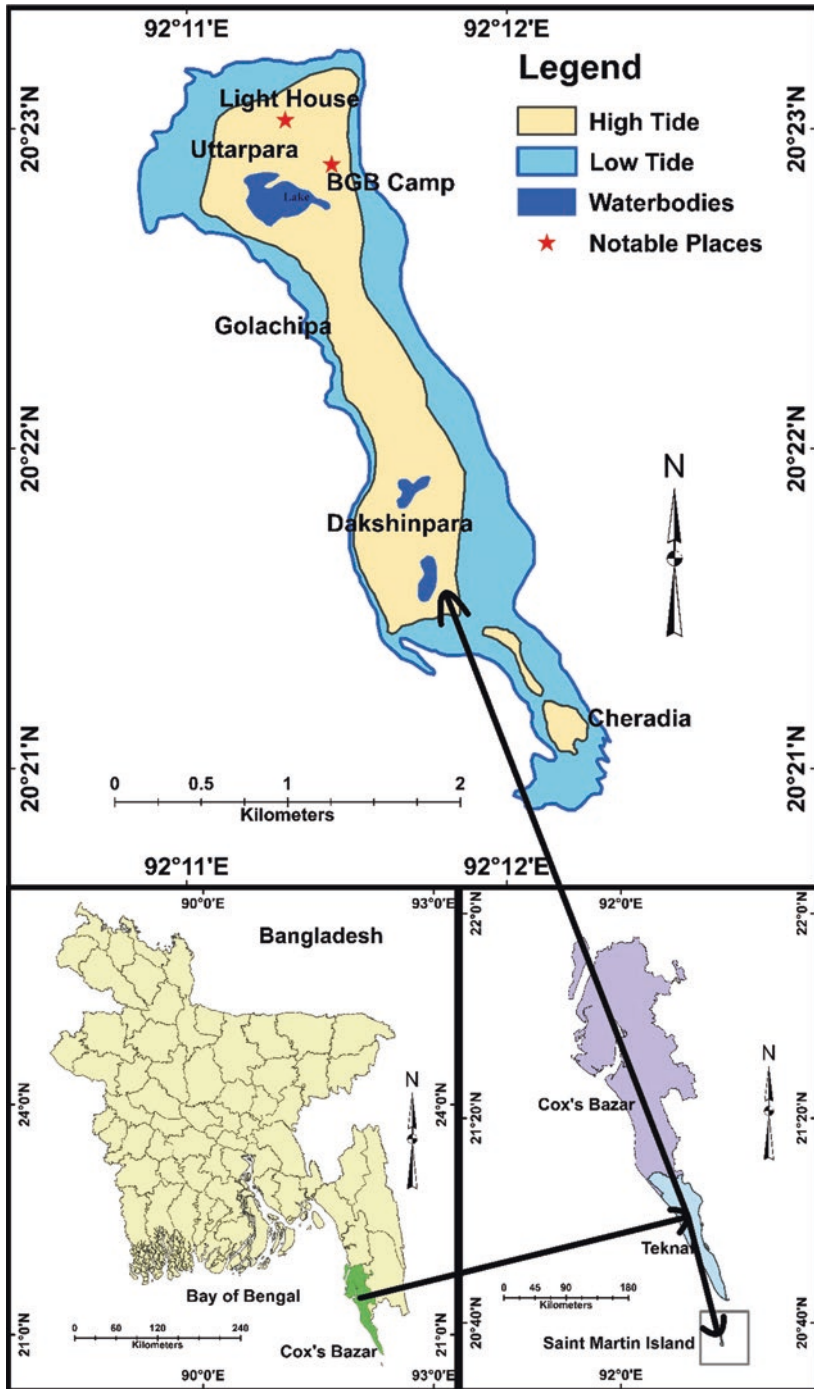 92°11'E 92°12'E
Legend
High Tide
Low Tide
Waterbodies
Notable Places
20°23'N
20°22'N
20°21'N
20°23'N
20°22'N
20°21'N
Light House
Uttarpara
BGB Camp
Lake
Golachipa
Dakshinpara
Cheradia
N
0 0.5 1 2
Kilometers
92°11'E 92°12'E
90°0'E 93°0'E
Bangladesh
24°0'N
21°0'N
24°0'N
21°0'N
N
Bay of Bengal
Cox's Bazar
0 30 60 120 180 240
Kilometers
90°0'E 93°0'E
92°0'E
22°0'N
21°20'N
20°40'N
22°0'N
21°20'N
20°40'N
N
Cox's Bazar
Teknaf
0 45 90 180
Kilometers
Saint Martin Island
92°0'E